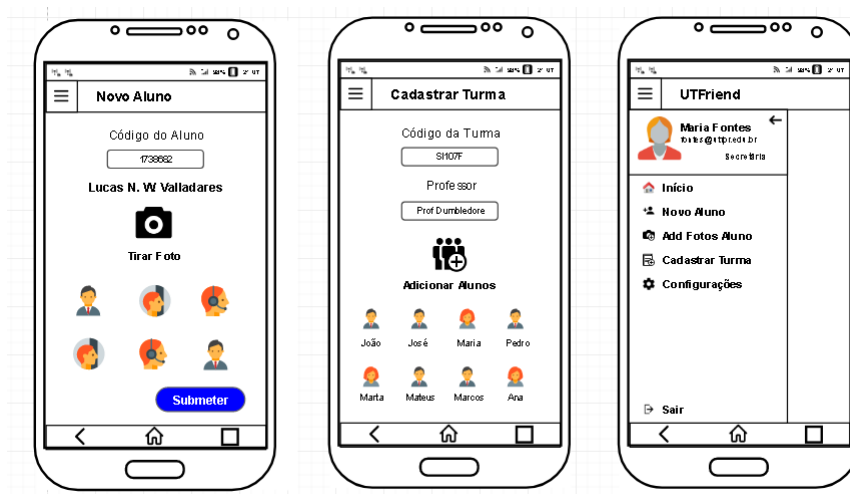 Novo Aluno
Código do Aluno
1739682
Lucas N. W. Valladares
Tirar Foto
Submeter
Cadastrar Turma
Código da Turma
SI107F
Professor
Prof Dumbledore
Adicionar Alunos
João José Maria Pedro
Marta Mateus Marcos Ana
UTFriend
Maria Fontes
Secretária
Início
Novo Aluno
Add Fotos Aluno
Cadastrar Turma
Configurações
Sair